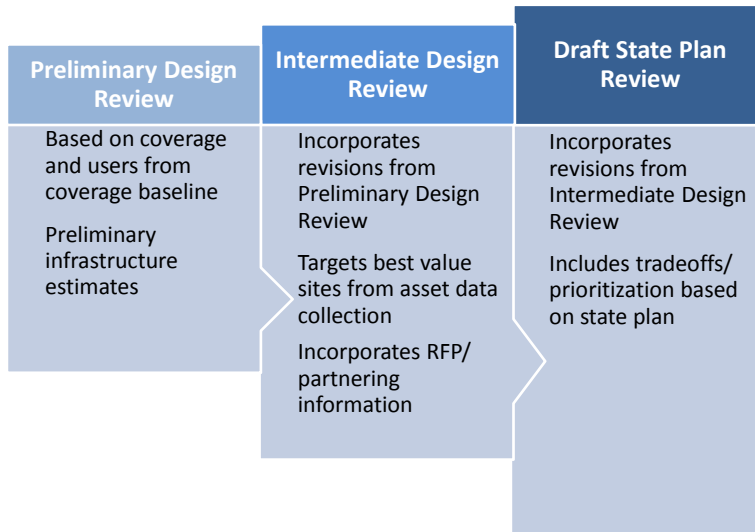 Preliminary Design
Review
Based on coverage
and users from
coverage baseline
Preliminary
infrastructure
estimates
Intermediate Design
Review
Incorporates
revisions from
Preliminary Design
Review
Targets best value
sites from asset data
collection
Incorporates RFP/
partnering
information
Draft State Plan
Review
Incorporates
revisions from
Intermediate Design
Review
Includes tradeoffs/
prioritization based
on state plan